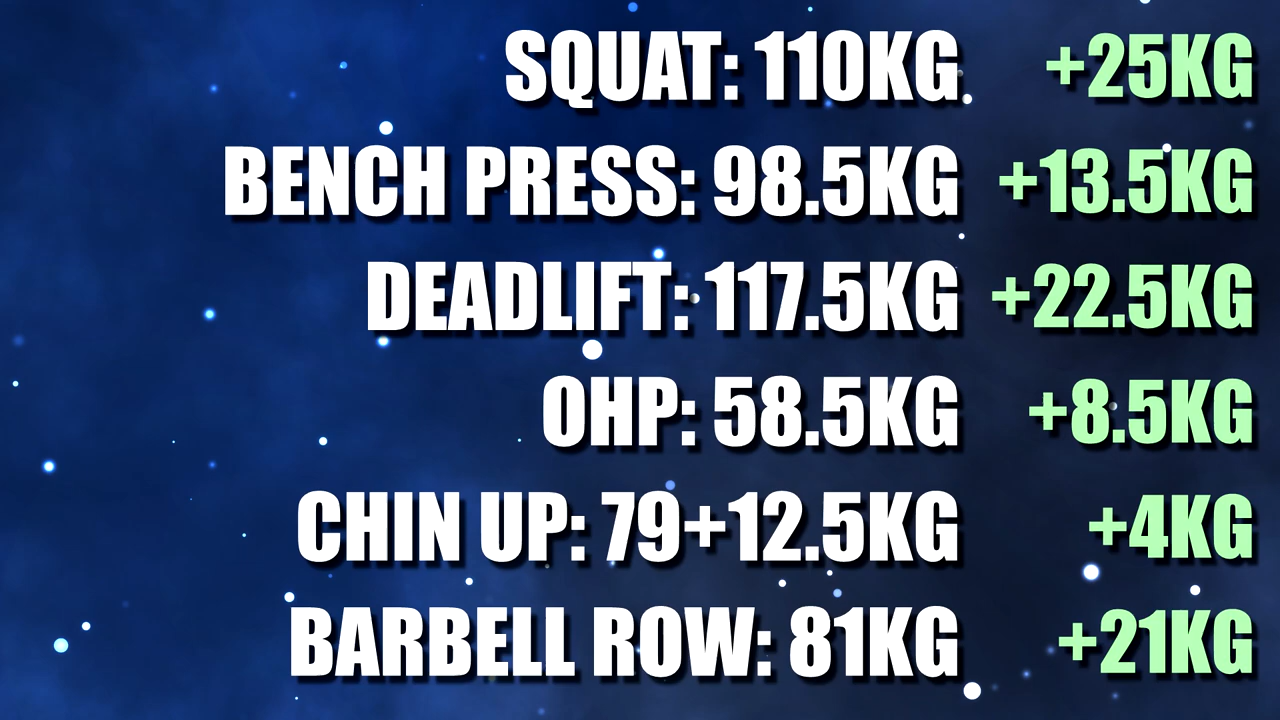 SQUAT: 110KG +25KG
BENCH PRESS: 98.5KG +13.5KG
DEADLIFT: 117.5KG +22.5KG
OHP: 58.5KG +8.5KG
CHIN UP: 79+12.5KG +4KG
BARBELL ROW: 81KG +21KG